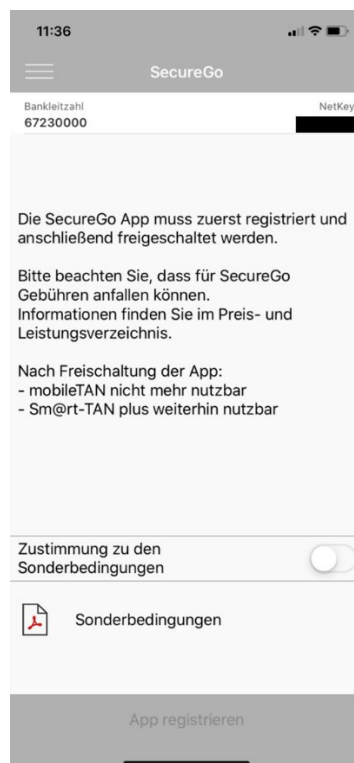 11:36
SecureGo
Bankleitzahl NetKey
67230000
Die SecureGo App muss zuerst registriert und
anschließend freigeschaltet werden.
Bitte beachten Sie, dass für SecureGo
Gebühren anfallen können.
Informationen finden Sie im Preis- und
Leistungsverzeichnis.
Nach Freischaltung der App:
- mobileTAN nicht mehr nutzbar
- Sm@rt-TAN plus weiterhin nutzbar
Zustimmung zu den
Sonderbedingungen
Sonderbedingungen
App registrieren